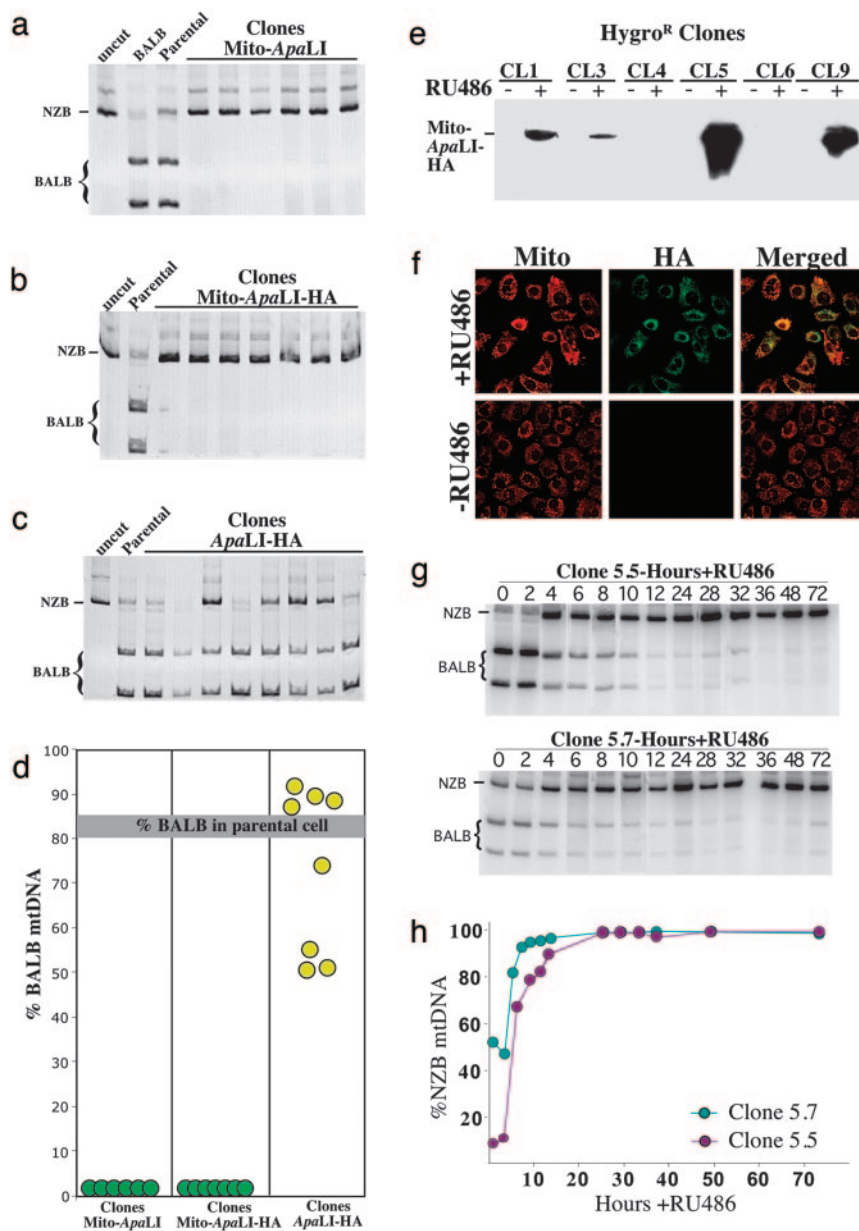 a
uncut BALB Parental
Clones
Mito-ApaLI
NZB
BALB
b
uncut Parental
Clones
Mito-ApaLI-HA
NZB
BALB
c
uncut Parental
Clones
ApaLI-HA
NZB
BALB
d
% BALB mtDNA
100
90
80
70
60
50
40
30
20
10
0
% BALB in parental cell
Clones Mito-ApaLI
Clones Mito-ApaLI-HA
Clones ApaLI-HA
e
Hygroᴿ Clones
CL1 CL3 CL4 CL5 CL6 CL9
RU486 - + - + - + - + - + - +
Mito-
ApaLI-
HA
f
Mito HA Merged
+RU486
-RU486
g
Clone 5.5-Hours+RU486
0 2 4 6 8 10 12 24 28 32 36 48 72
NZB
BALB
Clone 5.7-Hours+RU486
0 2 4 6 8 10 12 24 28 32 36 48 72
NZB
BALB
h
%NZB mtDNA
100
80
60
40
20
10 20 30 40 50 60 70
Hours +RU486
Clone 5.7
Clone 5.5